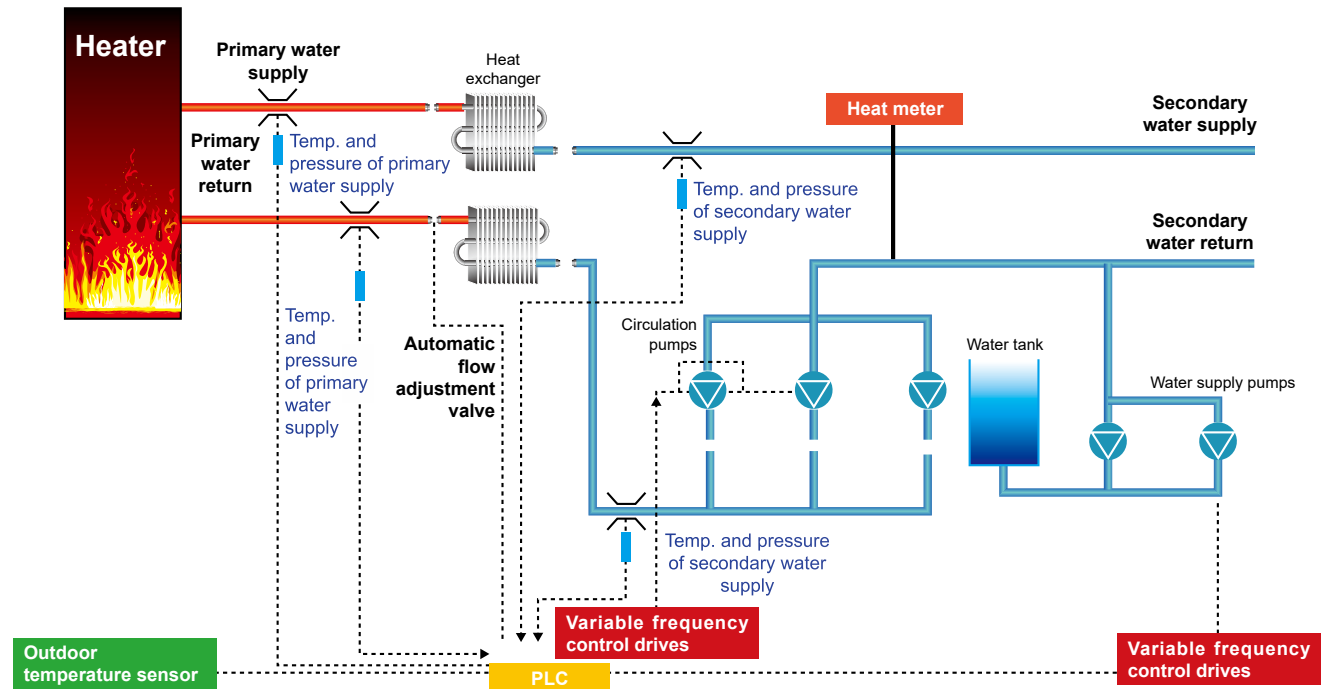 Heater
Primary water
supply
Heat
exchanger
Heat meter
Secondary
water supply
Primary
water
return
Temp. and
pressure of primary
water supply
Temp. and pressure
of secondary water
supply
Secondary
water return
Temp.
and
pressure
of primary
water
supply
Automatic
flow
adjustment
valve
Circulation
pumps
Water tank
Water supply pumps
Temp. and pressure
of secondary water
supply
Variable frequency
control drives
Outdoor
temperature sensor
PLC
Variable frequency
control drives